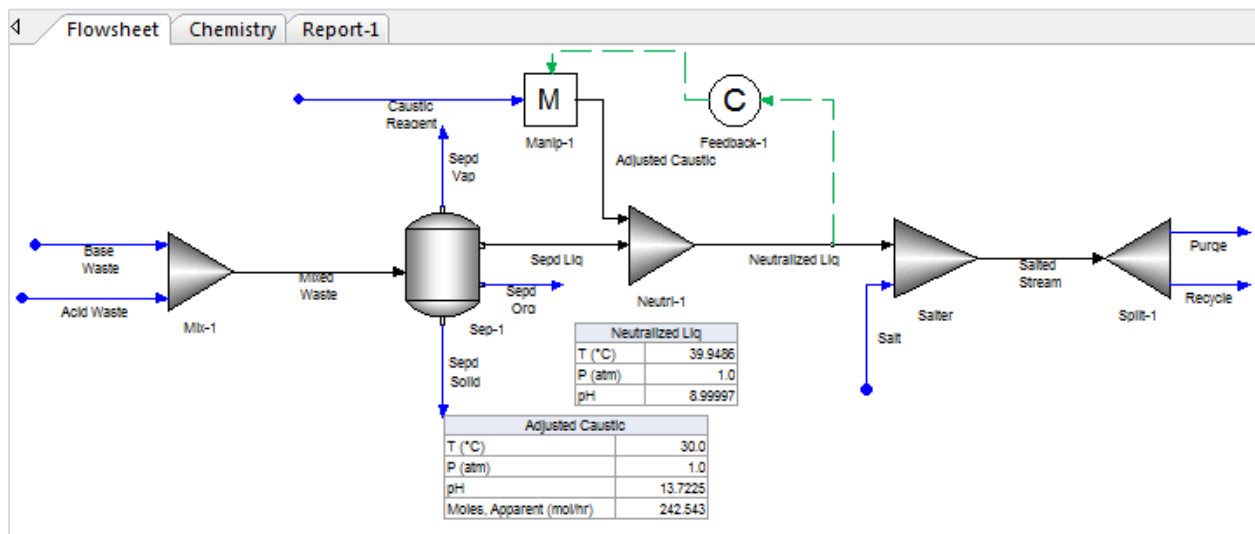 Flowsheet
Chemistry
Report-1
M
Manip-1
C
Feedback-1
Caustic
Reagent
Sepd
Vap
Adjusted Caustic
Base
Waste
Acid Waste
Mix-1
Mixed
Waste
Sepd Liq
Sepd
Org
Sep-1
Sepd
Solid
Neutrl-1
Neutralized Liq
Salter
Salt
Salted
Stream
Split-1
Purge
Recycle
Neutralized Liq
T (°C) 39.9486
P (atm) 1.0
pH 8.99997
Adjusted Caustic
T (°C) 30.0
P (atm) 1.0
pH 13.7225
Moles, Apparent (mol/hr) 242.543